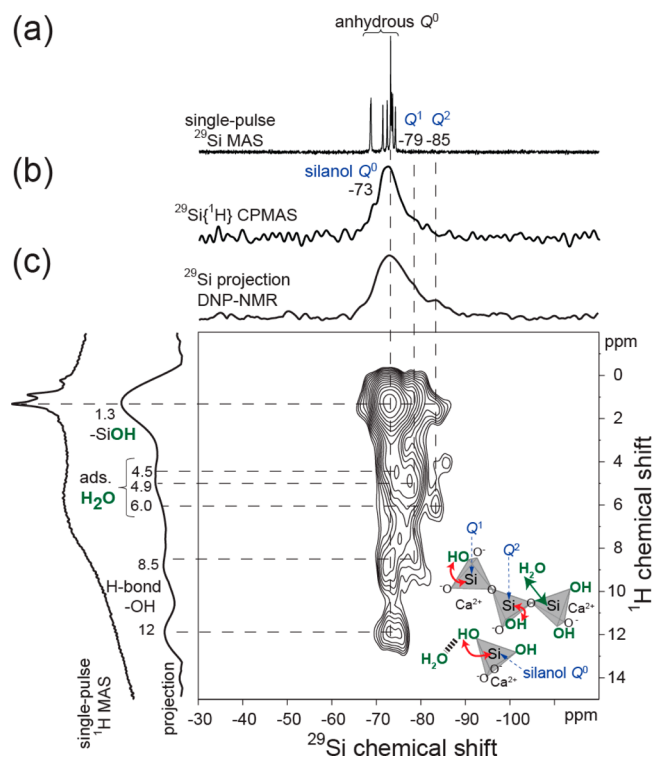 (a)
anhydrous Q⁰
single-pulse
²⁹Si MAS
Q¹
Q²
-79
-85
(b)
silanol Q⁰
-73
²⁹Si{¹H} CPMAS
(c)
²⁹Si projection
DNP-NMR
ppm
0
2
4
6
8
10
12
14
¹H chemical shift
1.3
-SiOH
ads.
H₂O
4.5
4.9
6.0
8.5
H-bond
-OH
12
single-pulse
¹H MAS
projection
Q¹
Q²
HO
O⁻
H₂O
OH
⁻O
Si
O
Si
O
Si
Ca²⁺
Ca²⁺
⁻O
OH
O⁻
OH
HO
OH
Si
H₂O
O⁻
⁻O
Ca²⁺
silanol Q⁰
-30
-50
-60
-70
-80
-90
-100
ppm
²⁹Si chemical shift